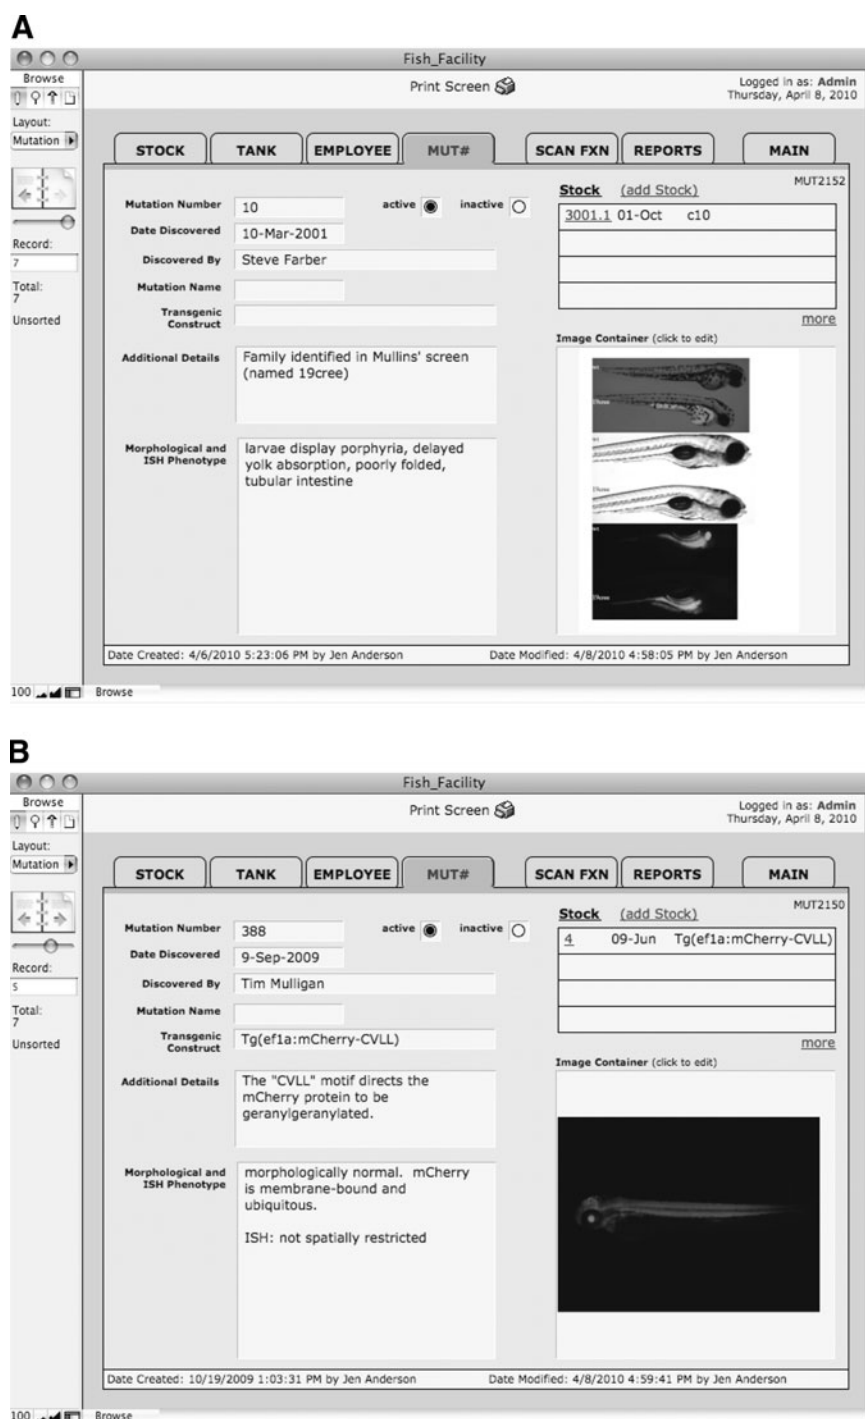 A
Fish_Facility
Browse
Print Screen
Logged in as: Admin
Thursday, April 8, 2010
Layout:
Mutation
STOCK TANK EMPLOYEE MUT# SCAN FXN REPORTS MAIN
MUT2152
Stock (add Stock)
Mutation Number 10 active inactive
3001.1 01-Oct c10
Date Discovered 10-Mar-2001
Record:
7
Discovered By Steve Farber
Total:
7
Mutation Name
Unsorted
Transgenic
Construct
more
Image Container (click to edit)
Additional Details Family identified in Mullins' screen
(named 19cree)
Morphological and
ISH Phenotype
larvae display porphyria, delayed
yolk absorption, poorly folded,
tubular intestine
Date Created: 4/6/2010 5:23:06 PM by Jen Anderson Date Modified: 4/8/2010 4:58:05 PM by Jen Anderson
100 Browse
B
Fish_Facility
Browse
Print Screen
Logged in as: Admin
Thursday, April 8, 2010
Layout:
Mutation
STOCK TANK EMPLOYEE MUT# SCAN FXN REPORTS MAIN
MUT2150
Stock (add Stock)
Mutation Number 388 active inactive
4 09-Jun Tg(ef1a:mCherry-CVLL)
Date Discovered 9-Sep-2009
Record:
5
Discovered By Tim Mulligan
Total:
7
Mutation Name
Unsorted
Transgenic
Construct
Tg(ef1a:mCherry-CVLL)
more
Image Container (click to edit)
Additional Details The "CVLL" motif directs the
mCherry protein to be
geranylgeranylated.
Morphological and
ISH Phenotype
morphologically normal. mCherry
is membrane-bound and
ubiquitous.
ISH: not spatially restricted
Date Created: 10/19/2009 1:03:31 PM by Jen Anderson Date Modified: 4/8/2010 4:59:41 PM by Jen Anderson
100 Browse